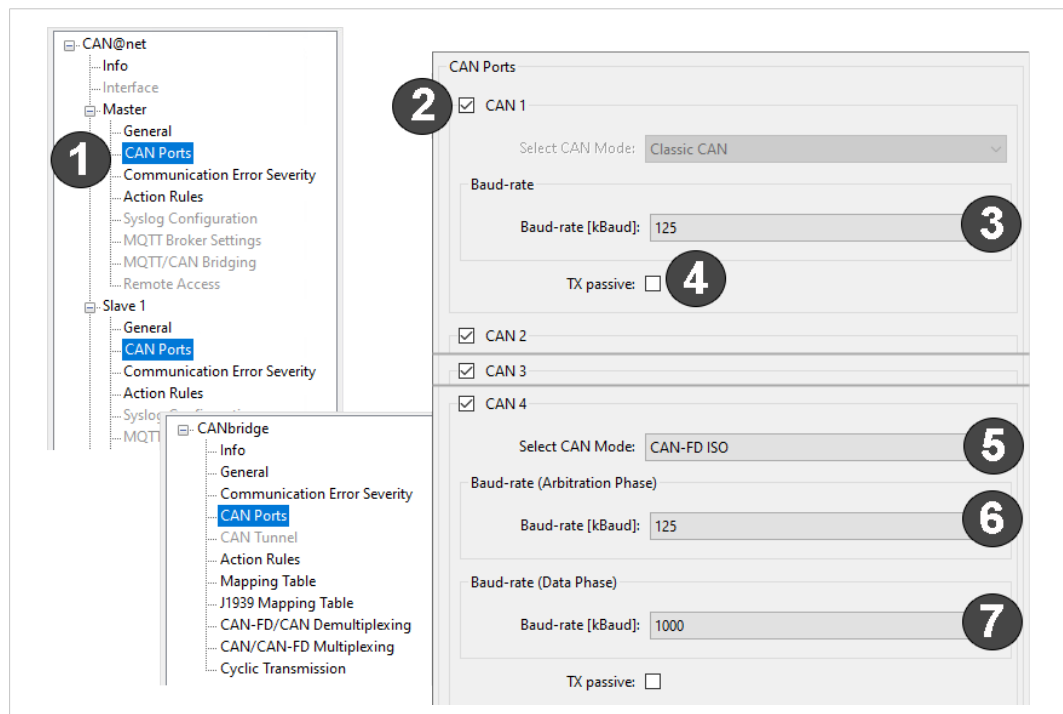 CAN@net
Info
Interface
Master
General
1
CAN Ports
Communication Error Severity
Action Rules
Syslog Configuration
MQTT Broker Settings
MQTT/CAN Bridging
Remote Access
Slave 1
General
CAN Ports
Communication Error Severity
Action Rules
MQTT
CANbridge
Info
General
Communication Error Severity
CAN Ports
CAN Tunnel
Action Rules
Mapping Table
J1939 Mapping Table
CAN-FD/CAN Demultiplexing
CAN/CAN-FD Multiplexing
Cyclic Transmission
CAN Ports
2 CAN 1
Select CAN Mode: Classic CAN
Baud-rate
Baud-rate [kBaud]: 125 3
TX passive: 4
CAN 2
CAN 3
CAN 4
Select CAN Mode: CAN-FD ISO 5
Baud-rate (Arbitration Phase)
Baud-rate [kBaud]: 125 6
Baud-rate (Data Phase)
Baud-rate [kBaud]: 1000 7
TX passive: